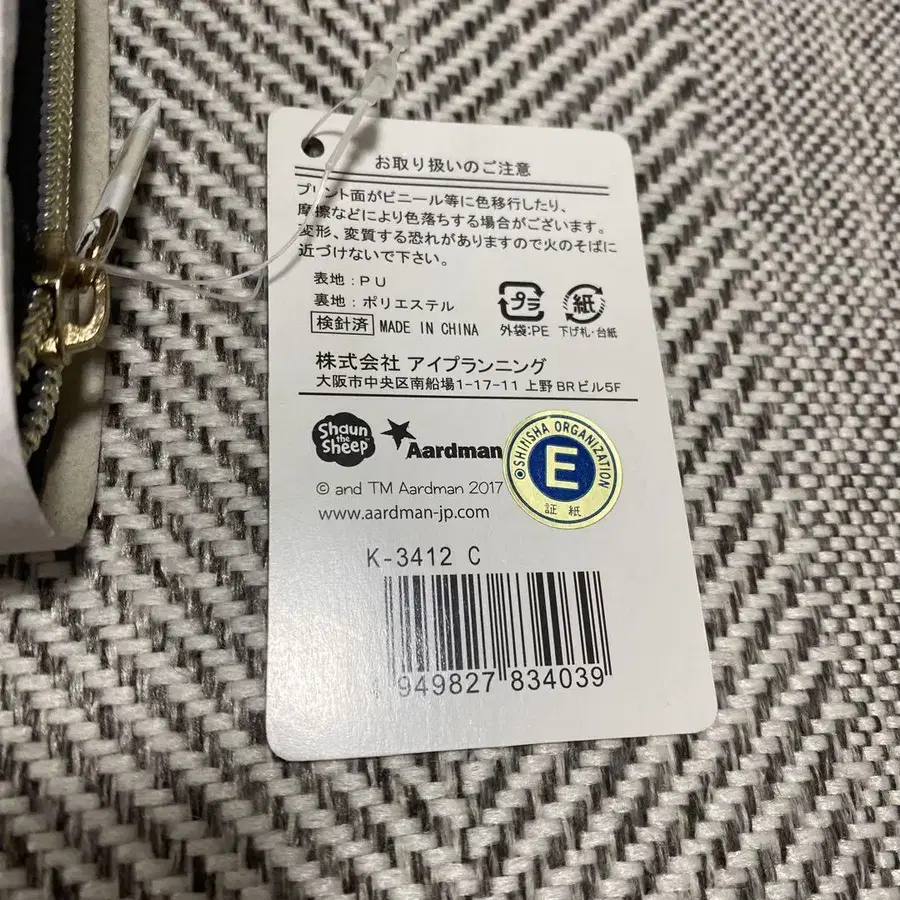 お取り扱いのご注意
プリント面がビニール等に色移行したり、
摩擦などにより色落ちする場合がございます。
変形、変質する恐れがありますので火のそばに
近づけないで下さい。
表地：PU
裏地：ポリエステル
検針済 MADE IN CHINA
プラ
外袋:PE
紙
下げ札・台紙
株式会社 アイプランニング
大阪市中央区南船場1-17-11 上野BRビル5F
Shaun the Sheep™
Aardman
SHIPISHA ORGANIZATION
E
証紙
© and TM Aardman 2017
www.aardman-jp.com
K-3412 C
949827 834039